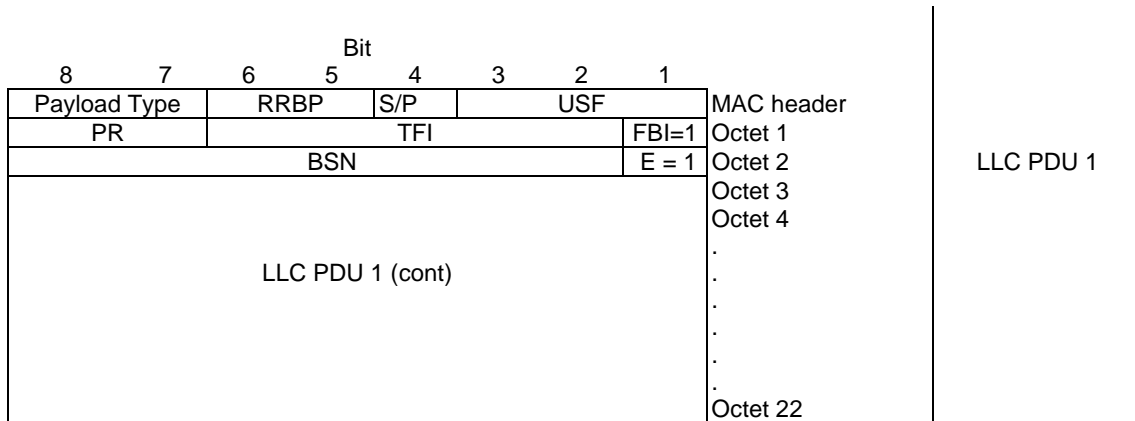 Bit
8 7 6 5 4 3 2 1
Payload Type RRBP S/P USF MAC header
PR TFI FBI=1 Octet 1
BSN E = 1 Octet 2 LLC PDU 1
Octet 3
Octet 4
.
LLC PDU 1 (cont) .
.
.
.
.
Octet 22